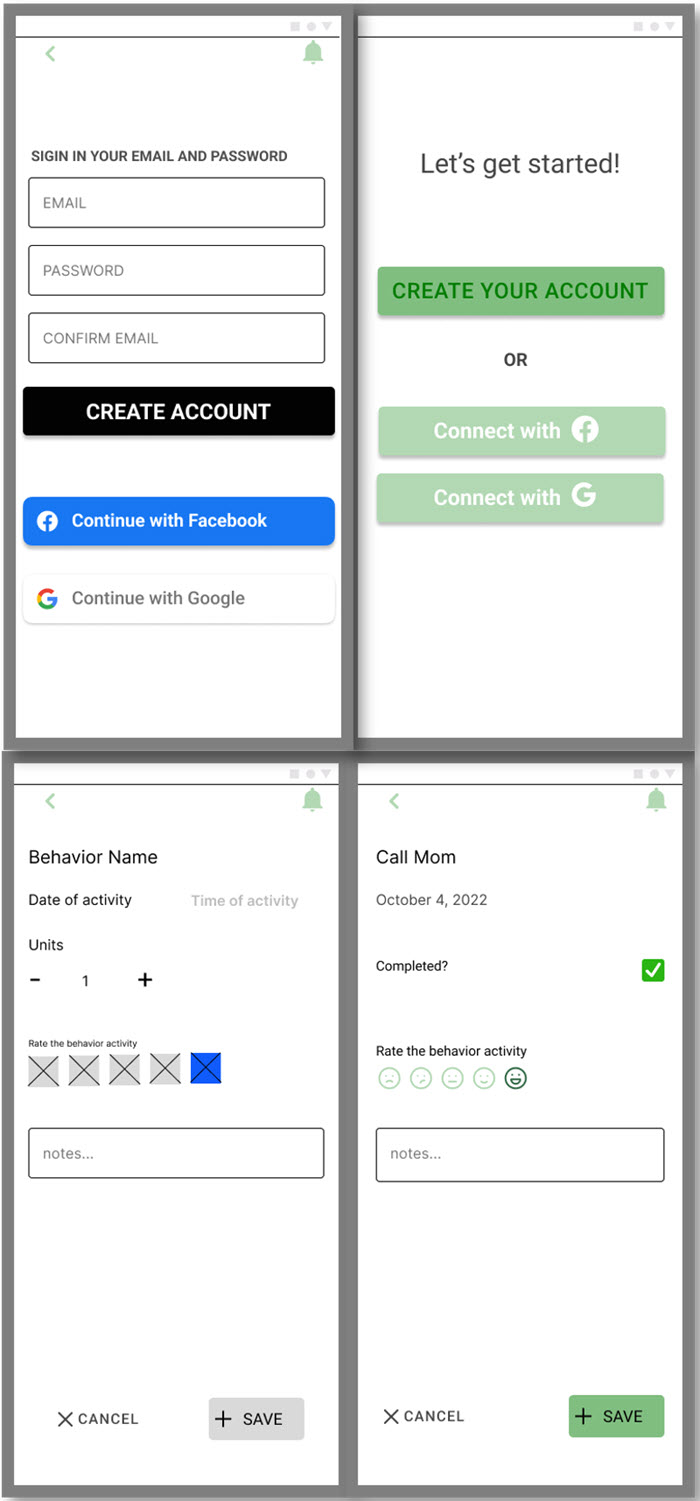 SIGIN IN YOUR EMAIL AND PASSWORD
EMAIL
PASSWORD
CONFIRM EMAIL
CREATE ACCOUNT
Continue with Facebook
Continue with Google
Let's get started!
CREATE YOUR ACCOUNT
OR
Connect with
Connect with
Behavior Name
Date of activity Time of activity
Units
- 1 +
Rate the behavior activity
notes...
CANCEL + SAVE
Call Mom
October 4, 2022
Completed?
Rate the behavior activity
notes...
CANCEL + SAVE